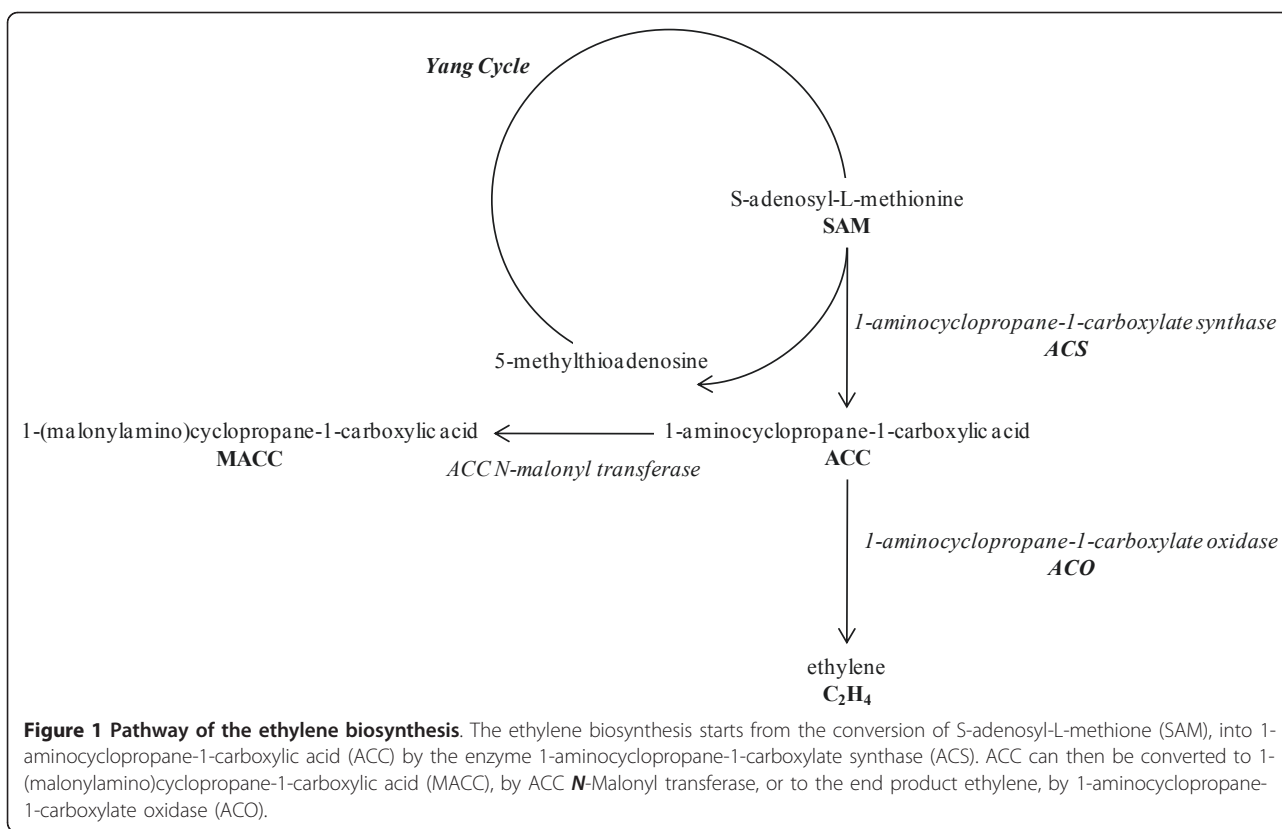 Yang Cycle
S-adenosyl-L-methionine
SAM
1-aminocyclopropane-1-carboxylate synthase
ACS
5-methylthioadenosine
1-(malonylamino)cyclopropane-1-carboxylic acid
MACC
ACC N-malonyl transferase
1-aminocyclopropane-1-carboxylic acid
ACC
1-aminocyclopropane-1-carboxylate oxidase
ACO
ethylene
C₂H₄
Figure 1 Pathway of the ethylene biosynthesis. The ethylene biosynthesis starts from the conversion of S-adenosyl-L-methione (SAM), into 1-
aminocyclopropane-1-carboxylic acid (ACC) by the enzyme 1-aminocyclopropane-1-carboxylate synthase (ACS). ACC can then be converted to 1-
(malonylamino)cyclopropane-1-carboxylic acid (MACC), by ACC N-Malonyl transferase, or to the end product ethylene, by 1-aminocyclopropane-
1-carboxylate oxidase (ACO).